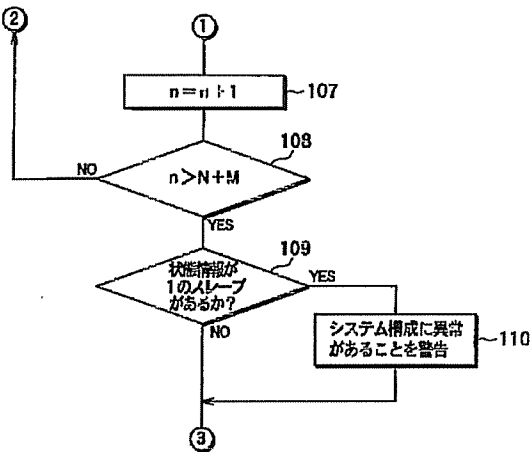 ②
①
n=n+1
107
108
NO
n>N+M
YES
109
状態情報が
1のスレーブ
があるか?
YES
NO
システム構成に異常
があることを警告
110
③